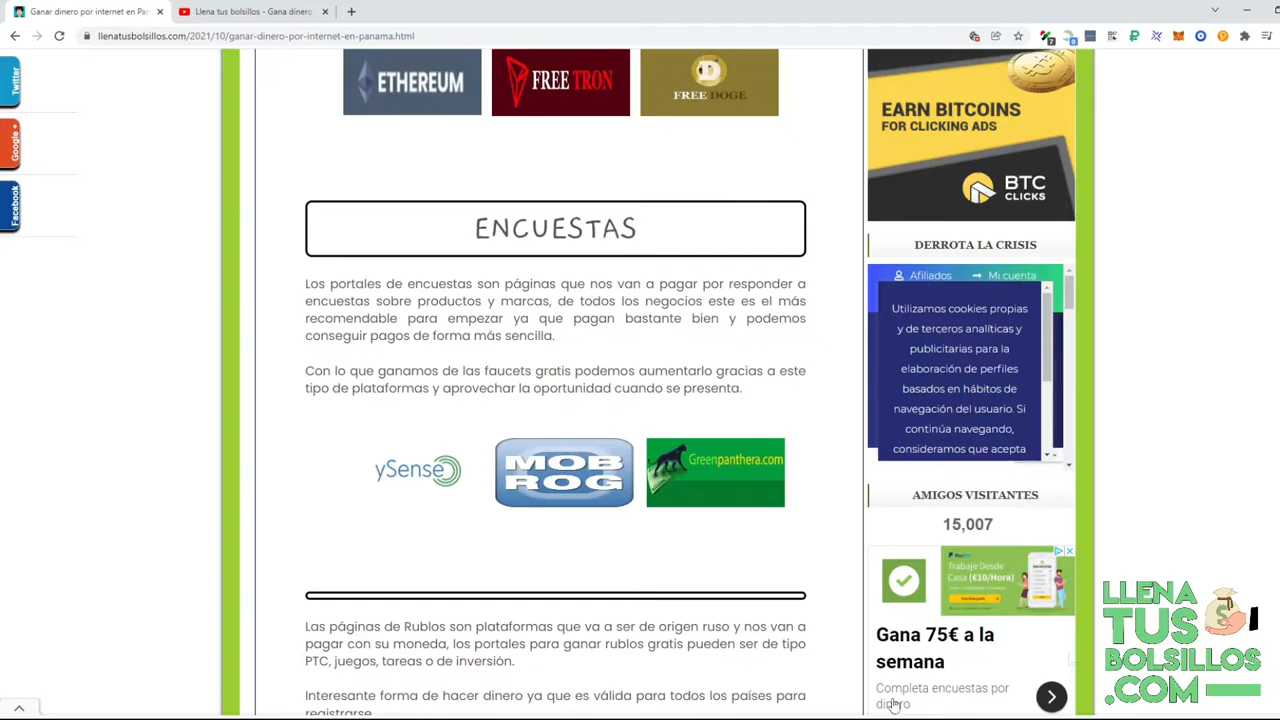 Ganar dinero por internet en Pa
Llena tus bolsillos - Gana dinero
llenatusbolsillos.com/2021/10/ganar-dinero-por-internet-en-panama.html
Twitter
Google +
Facebook
ETHEREUM
FREE TRON
FREE DOGE
ENCUESTAS
Los portales de encuestas son páginas que nos van a pagar por responder a
encuestas sobre productos y marcas, de todos los negocios este es el más
recomendable para empezar ya que pagan bastante bien y podemos
conseguir pagos de forma más sencilla.
Con lo que ganamos de las faucets gratis podemos aumentarlo gracias a este
tipo de plataformas y aprovechar la oportunidad cuando se presenta.
ySense
MOB
ROG
Greenpanthera.com
Las páginas de Rublos son plataformas que va a ser de origen ruso y nos van a
pagar con su moneda, los portales para ganar rublos gratis pueden ser de tipo
PTC, juegos, tareas o de inversión.
Interesante forma de hacer dinero ya que es válida para todos los países para
registrarse
EARN BITCOINS
FOR CLICKING ADS
BTC
CLICKS
DERROTA LA CRISIS
Afiliados
Mi cuenta
Utilizamos cookies propias
y de terceros analíticas y
publicitarias para la
elaboración de perfiles
basados en hábitos de
navegación del usuario. Si
continúa navegando,
consideramos que acepta
AMIGOS VISITANTES
15,007
PayPal
Trabaje Desde
Casa (€10/Hora)
Gana 75€ a la
semana
Completa encuestas por
dinero
LLENA
TUS
BOLSILLOS
.COM